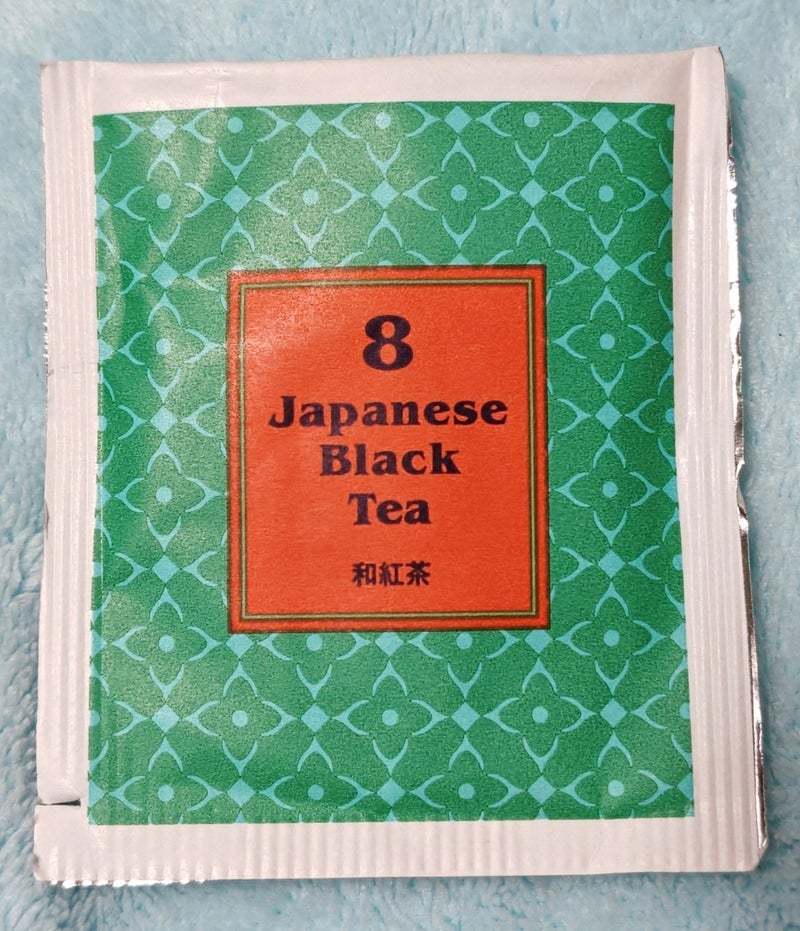 8
Japanese
Black
Tea
和紅茶